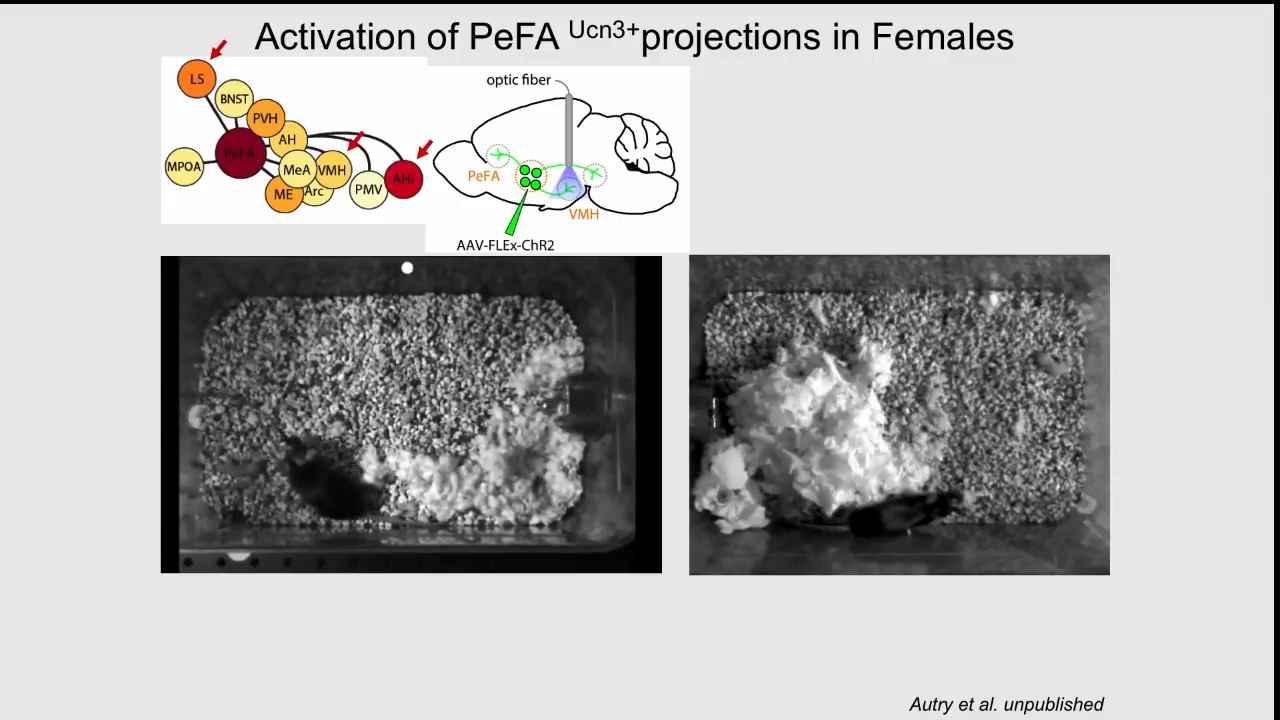 Activation of PeFA Ucn3+ projections in Females
LS
BNST
PVH
AH
PeFA
MPOA
MeA
VMH
ME
Arc
PMV
AHi
optic fiber
PeFA
VMH
AAV-FLEx-ChR2
Autry et al. unpublished